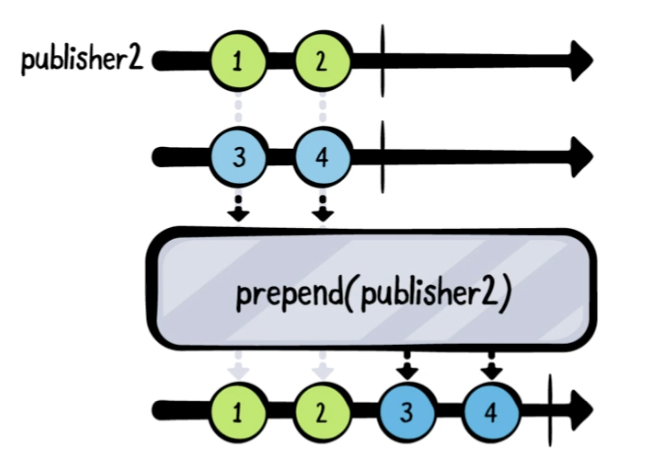 publisher2 1 2
3 4
prepend(publisher2)
1 2 3 4